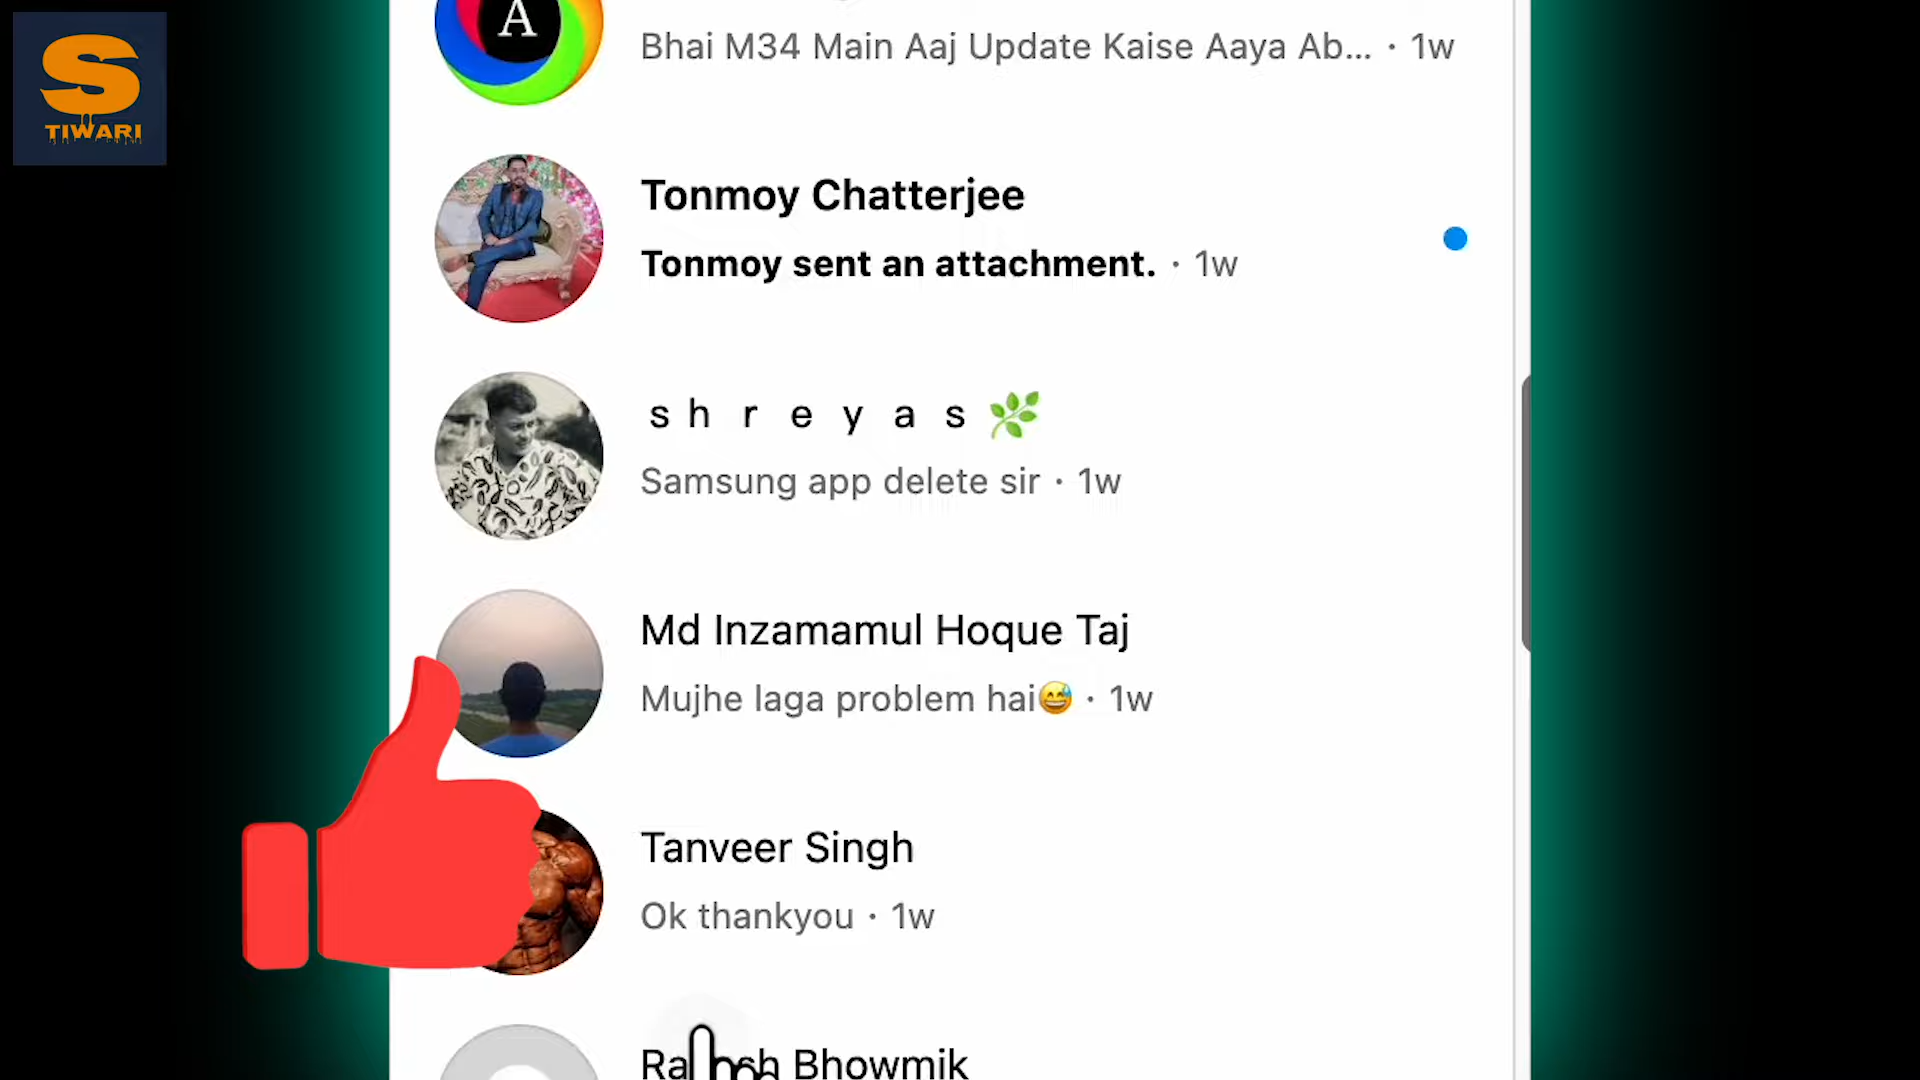 A
Bhai M34 Main Aaj Update Kaise Aaya Ab... · 1w
S
TIWARI
Tonmoy Chatterjee
Tonmoy sent an attachment. · 1w
s h r e y a s 🌿
Samsung app delete sir · 1w
Md Inzamamul Hoque Taj
Mujhe laga problem hai😅 · 1w
Tanveer Singh
Ok thankyou · 1w
Bhowmik